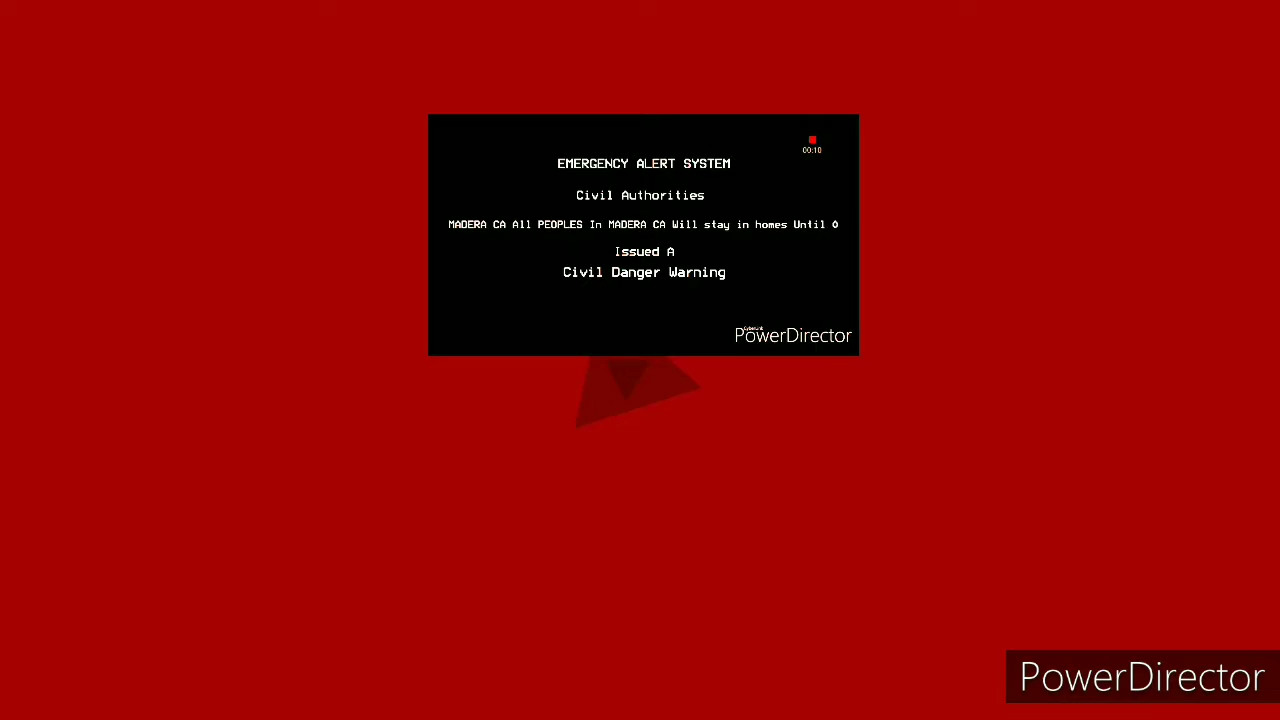 00:10
EMERGENCY ALERT SYSTEM
Civil Authorities
MADERA CA All PEOPLES In MADERA CA Will stay in homes Until 0
Issued A
Civil Danger Warning
CyberLink
PowerDirector
PowerDirector